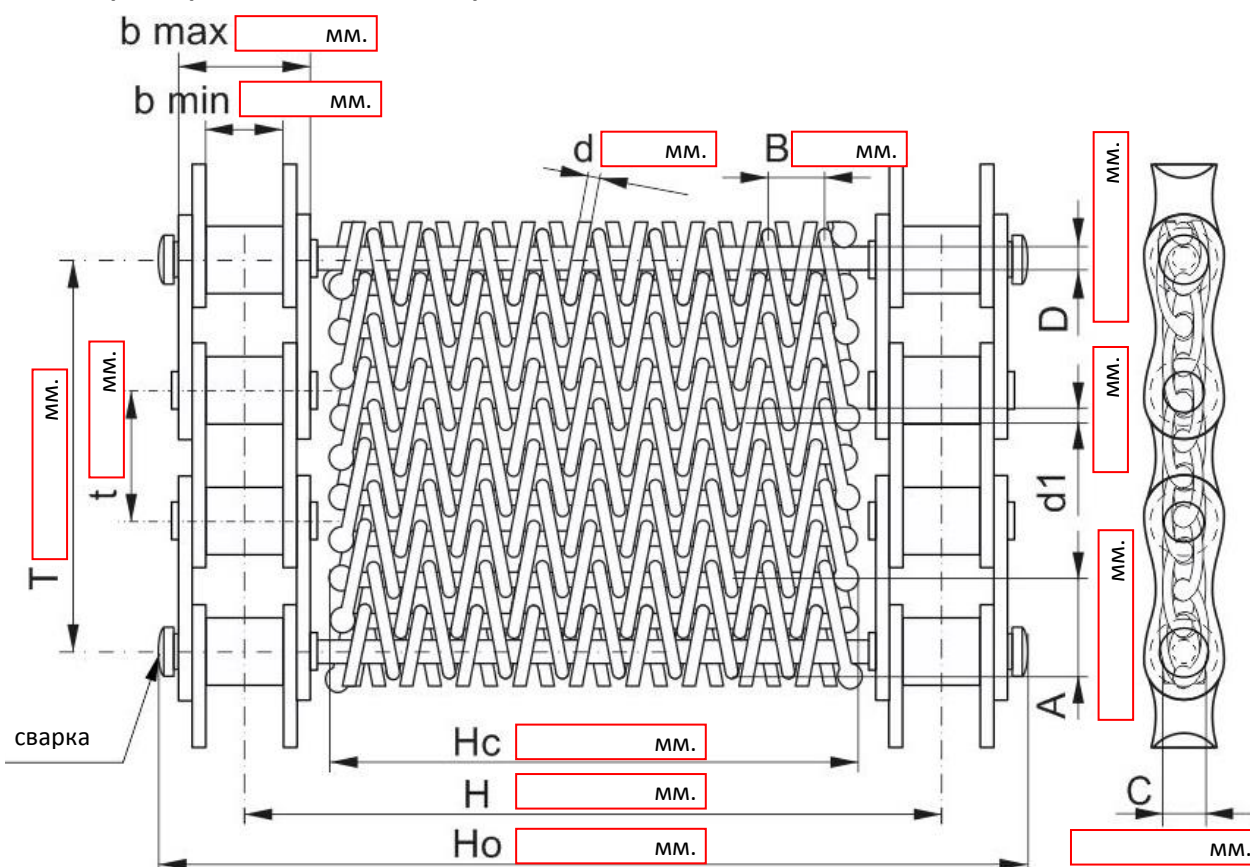 b max мм.
b min мм.
d мм.
B мм.
мм.
D
T мм.
t мм.
мм.
d1
мм.
A
сварка
Hc мм.
H мм.
Ho мм.
C
мм.